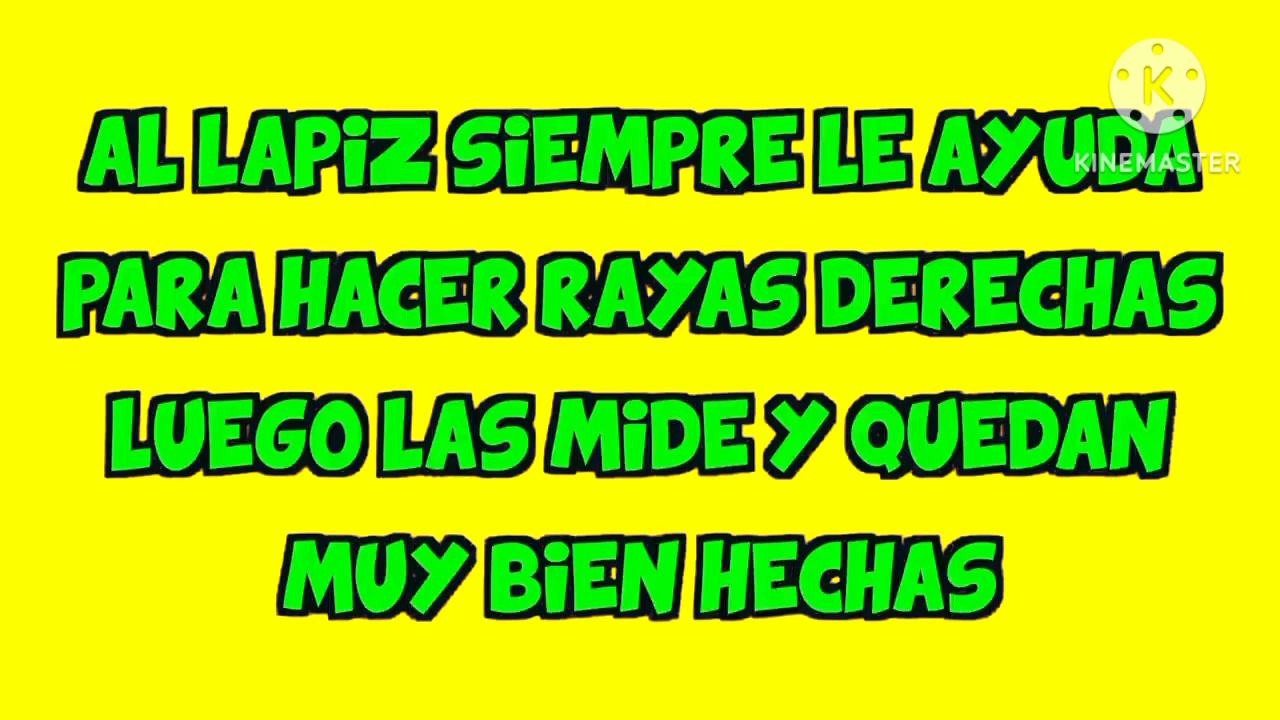 AL LAPiZ SiEMPRE LE AYUDA
PARA HACER RAYAS DERECHAS
LUEGO LAS MiDE Y QUEDAN
MUY BiEN HECHAS
K
KINEMASTER